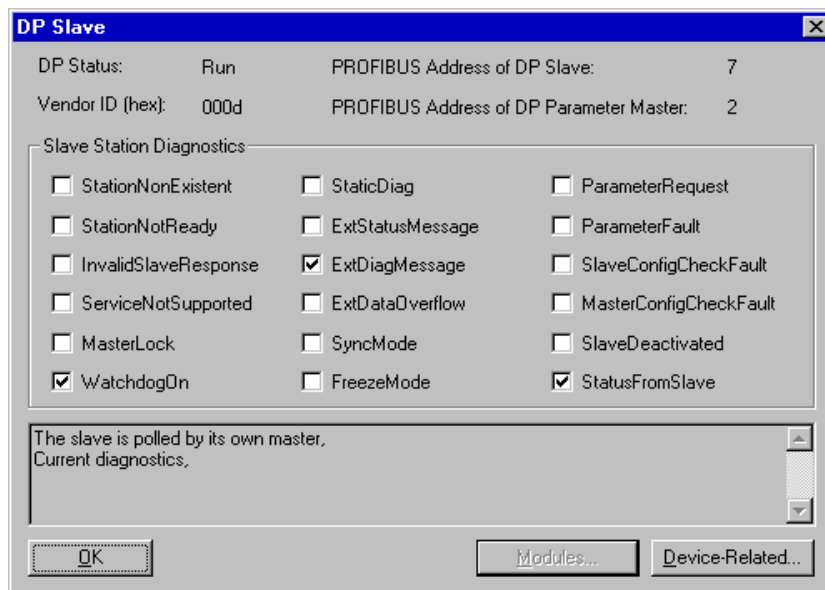 DP Slave
DP Status: Run PROFIBUS Address of DP Slave: 7
Vendor ID (hex): 000d PROFIBUS Address of DP Parameter Master: 2
Slave Station Diagnostics
StationNonExistent StaticDiag ParameterRequest
StationNotReady ExtStatusMessage ParameterFault
InvalidSlaveResponse ExtDiagMessage SlaveConfigCheckFault
ServiceNotSupported ExtDataOverflow MasterConfigCheckFault
MasterLock SyncMode SlaveDeactivated
WatchdogOn FreezeMode StatusFromSlave
The slave is polled by its own master,
Current diagnostics,
OK Modules... Device-Related...